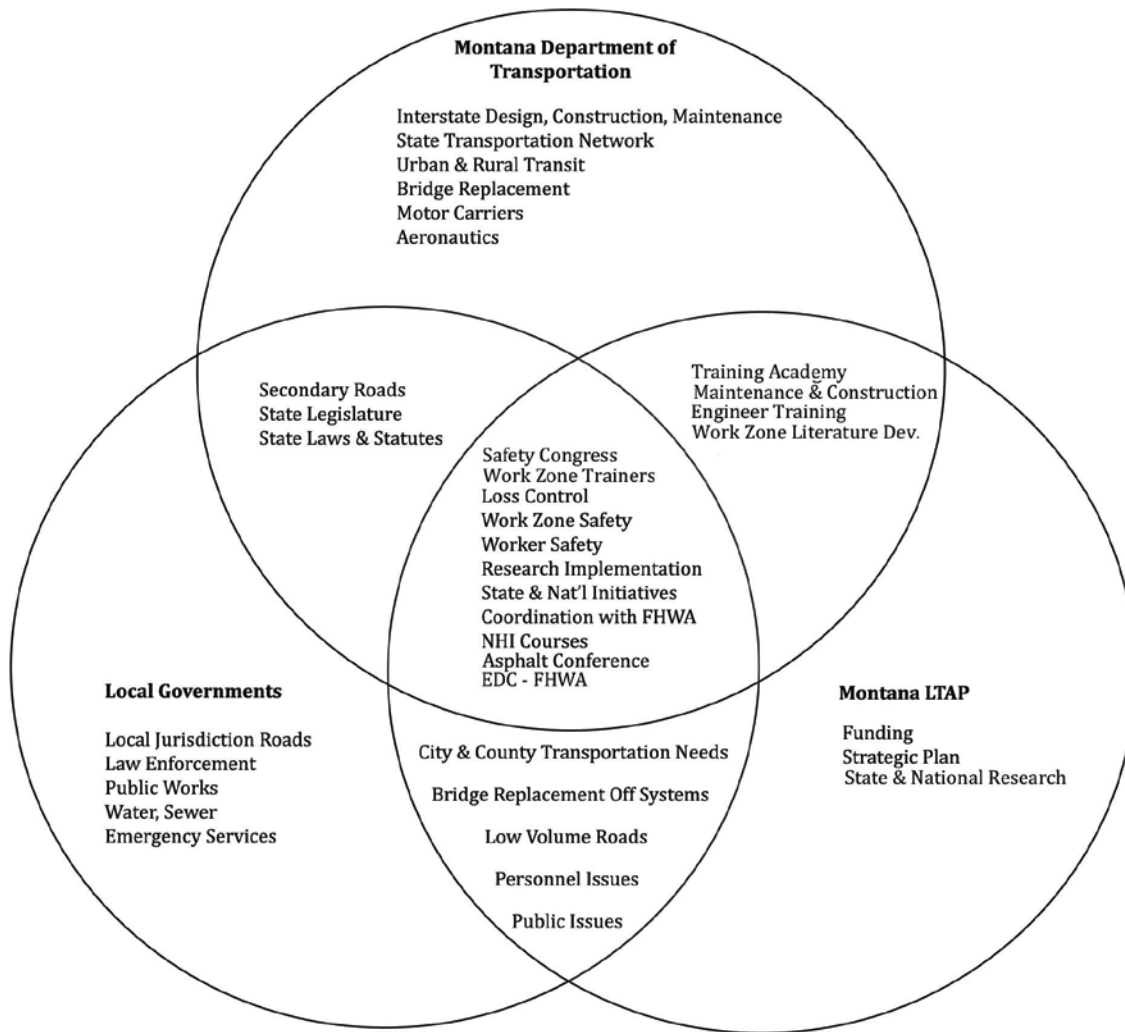 Montana Department of
Transportation
Interstate Design, Construction, Maintenance
State Transportation Network
Urban & Rural Transit
Bridge Replacement
Motor Carriers
Aeronautics
Secondary Roads
State Legislature
State Laws & Statutes
Training Academy
Maintenance & Construction
Engineer Training
Work Zone Literature Dev.
Safety Congress
Work Zone Trainers
Loss Control
Work Zone Safety
Worker Safety
Research Implementation
State & Nat'l Initiatives
Coordination with FHWA
NHI Courses
Asphalt Conference
EDC - FHWA
Local Governments
Local Jurisdiction Roads
Law Enforcement
Public Works
Water, Sewer
Emergency Services
City & County Transportation Needs
Bridge Replacement Off Systems
Low Volume Roads
Personnel Issues
Public Issues
Montana LTAP
Funding
Strategic Plan
State & National Research